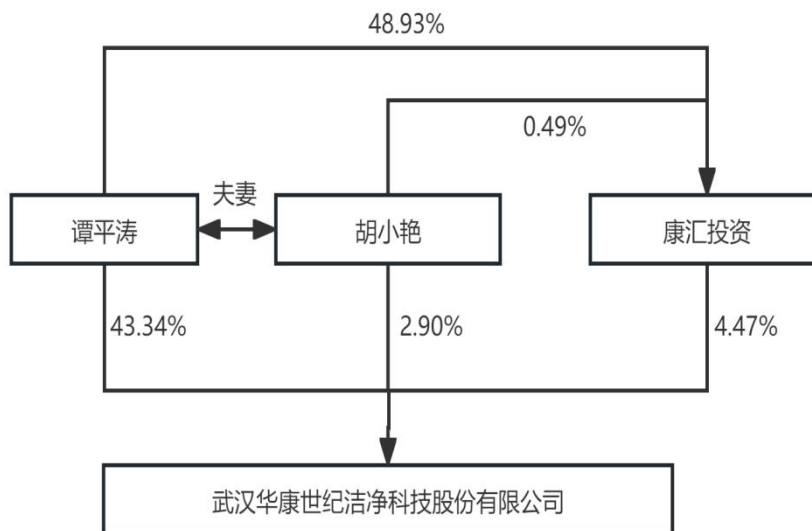 48.93%
0.49%
夫妻
谭平涛
胡小艳
康汇投资
43.34%
2.90%
4.47%
武汉华康世纪洁净科技股份有限公司